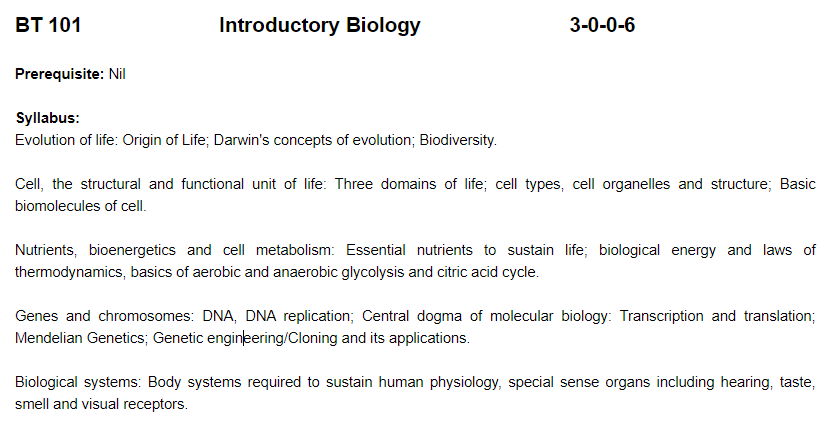 BT 101 Introductory Biology 3-0-0-6
Prerequisite: Nil
Syllabus:
Evolution of life: Origin of Life; Darwin's concepts of evolution; Biodiversity.
Cell, the structural and functional unit of life: Three domains of life; cell types, cell organelles and structure; Basic
biomolecules of cell.
Nutrients, bioenergetics and cell metabolism: Essential nutrients to sustain life; biological energy and laws of
thermodynamics, basics of aerobic and anaerobic glycolysis and citric acid cycle.
Genes and chromosomes: DNA, DNA replication; Central dogma of molecular biology: Transcription and translation;
Mendelian Genetics; Genetic engineering/Cloning and its applications.
Biological systems: Body systems required to sustain human physiology, special sense organs including hearing, taste,
smell and visual receptors.